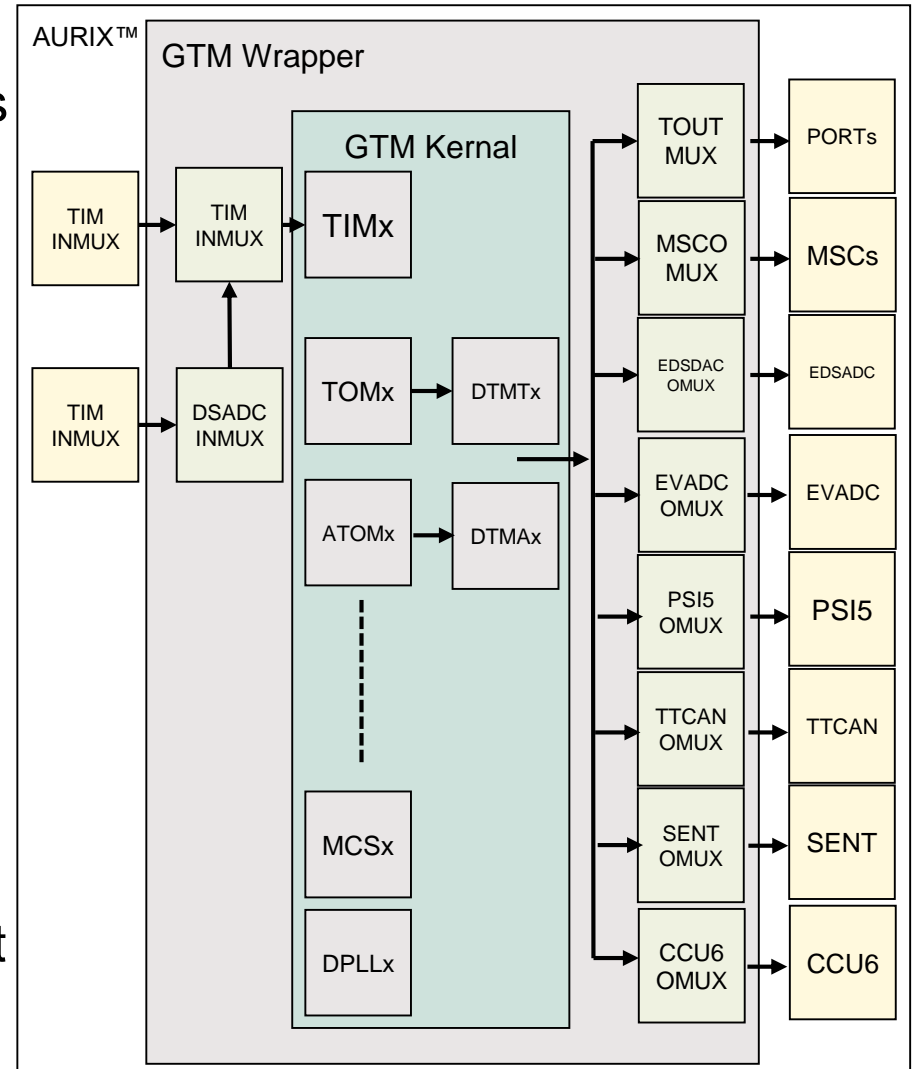 AURIX™
GTM Wrapper
GTM Kernal
s
TIM
INMUX
TIM
INMUX
TIMx
TIM
INMUX
DSADC
INMUX
TOMx
DTMTx
ATOMx
DTMAx
MCSx
DPLLx
t
TOUT
MUX
PORTs
MSCO
MUX
MSCs
EDSDAC
OMUX
EDSADC
EVADC
OMUX
EVADC
PSI5
OMUX
PSI5
TTCAN
OMUX
TTCAN
SENT
OMUX
SENT
CCU6
OMUX
CCU6